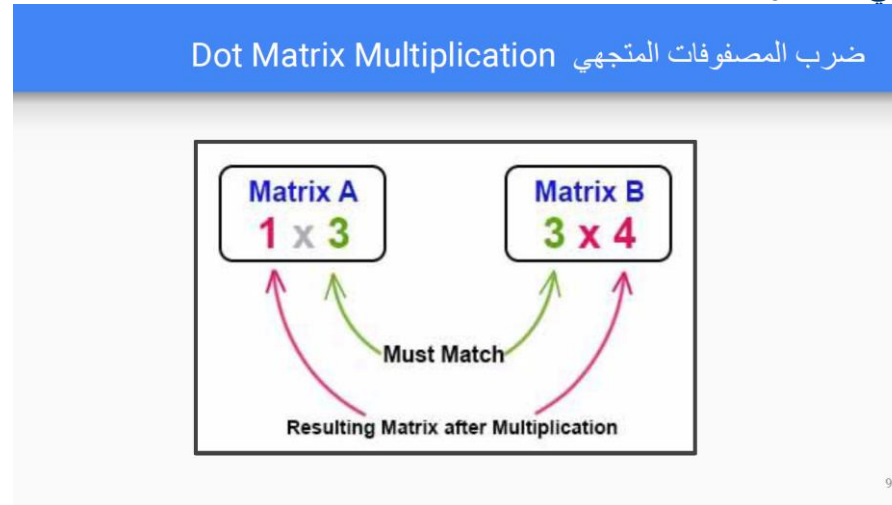 ضرب المصفوفات المتجهي Dot Matrix Multiplication
Matrix A
1 x 3
Matrix B
3 x 4
Must Match
Resulting Matrix after Multiplication
9